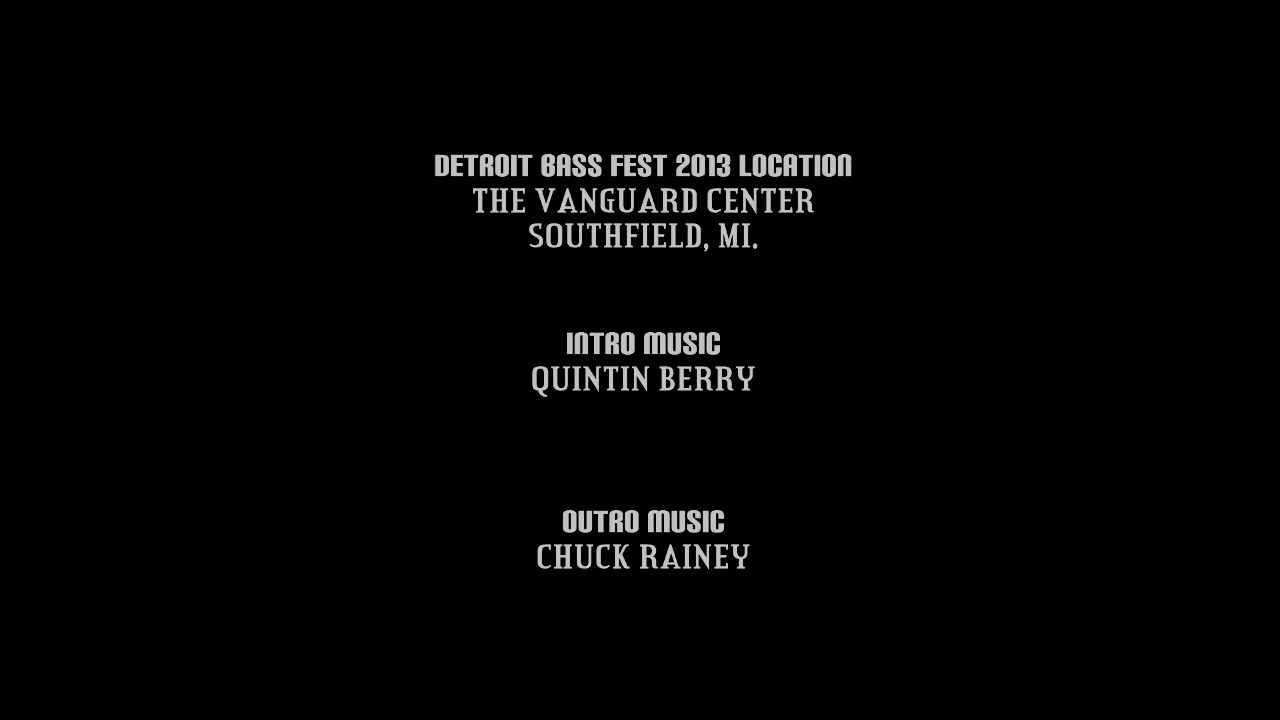 DETROIT BASS FEST 2013 LOCATION
THE VANGUARD CENTER
SOUTHFIELD, MI.
INTRO MUSIC
QUINTIN BERRY
OUTRO MUSIC
CHUCK RAINEY